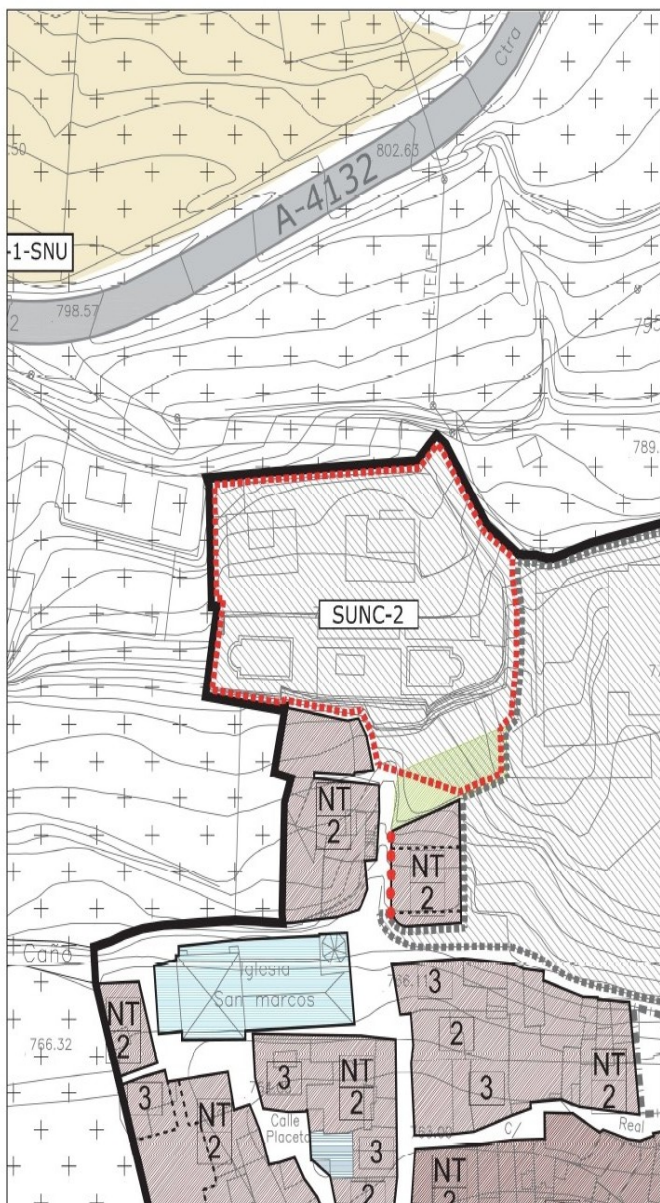 Ctra
802.63
.50
A-4132
-1-SNU
798.57
2
789.
SUNC-2
NT
2
NT
2
Caño
Iglesia
San marcos
3
NT
2
2
766.32
NT
2
3
3
NT
2
3
NT
2
Calle
Placeta
3
C/
Real
2
NT
2